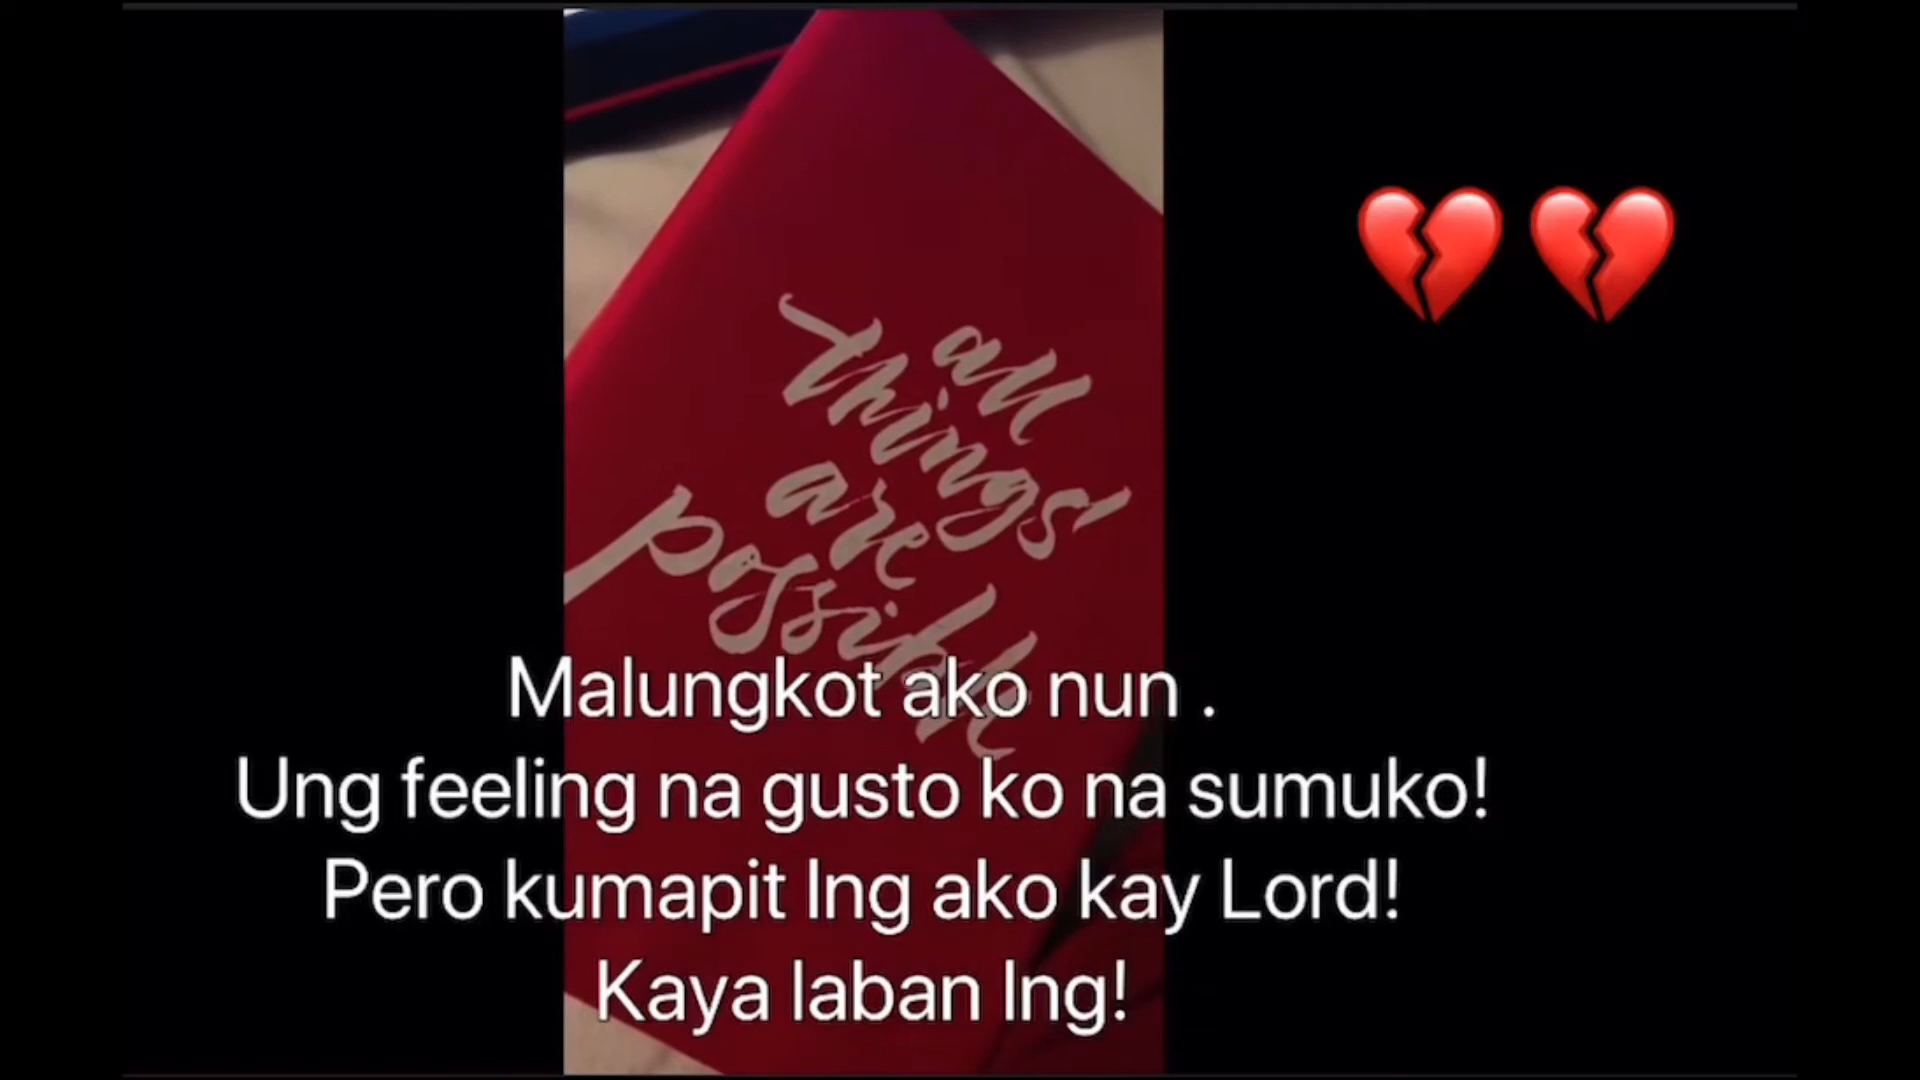 all
things
are
possible
Malungkot ako nun .
Ung feeling na gusto ko na sumuko!
Pero kumapit lng ako kay Lord!
Kaya laban lng!